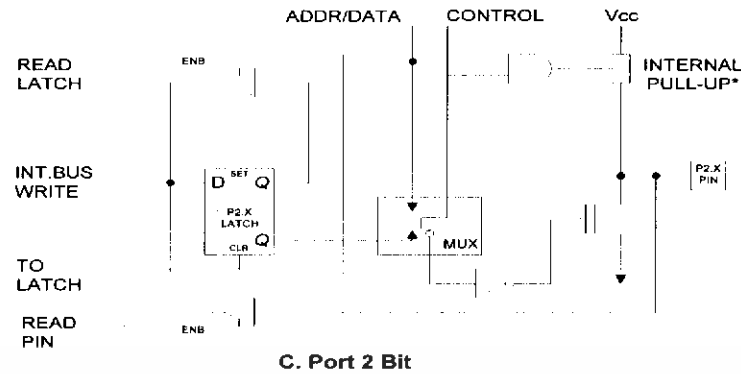 ADDR/DATA CONTROL Vcc
READ
LATCH
ENB
INTERNAL
PULL-UP*
INT.BUS
WRITE
SET
D Q
P2.X
LATCH
Q
CLR
MUX
P2.X
PIN
TO
LATCH
READ
PIN
ENB
C. Port 2 Bit